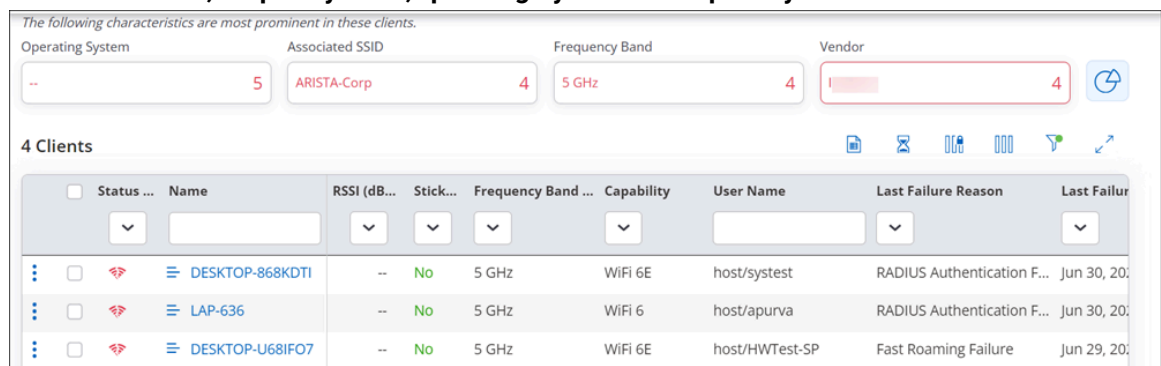 The following characteristics are most prominent in these clients.
Operating System Associated SSID Frequency Band Vendor
-- 5 ARISTA-Corp 4 5 GHz 4 I 4
4 Clients
Status ... Name RSSI (dB... Stick... Frequency Band ... Capability User Name Last Failure Reason Last Failur
DESKTOP-868KDTI -- No 5 GHz WiFi 6E host/systest RADIUS Authentication F... Jun 30, 202
LAP-636 -- No 5 GHz WiFi 6 host/apurva RADIUS Authentication F... Jun 30, 202
DESKTOP-U68IFO7 -- No 5 GHz WiFi 6E host/HWTest-SP Fast Roaming Failure Jun 29, 202